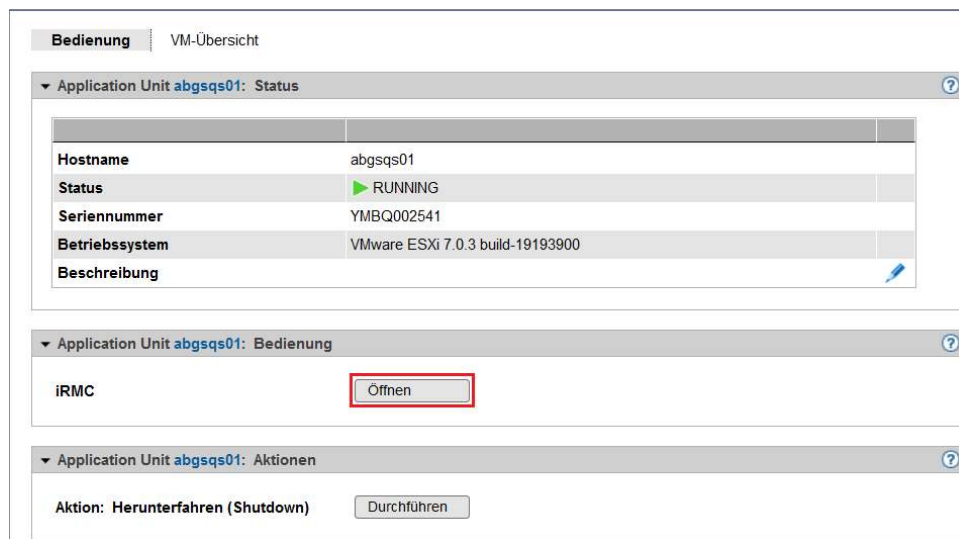 Bedienung VM-Übersicht
Application Unit abgsqs01: Status
?
Hostname abgsqs01
Status RUNNING
Seriennummer YMBQ002541
Betriebssystem VMware ESXi 7.0.3 build-19193900
Beschreibung
Application Unit abgsqs01: Bedienung
?
iRMC Öffnen
Application Unit abgsqs01: Aktionen
?
Aktion: Herunterfahren (Shutdown) Durchführen